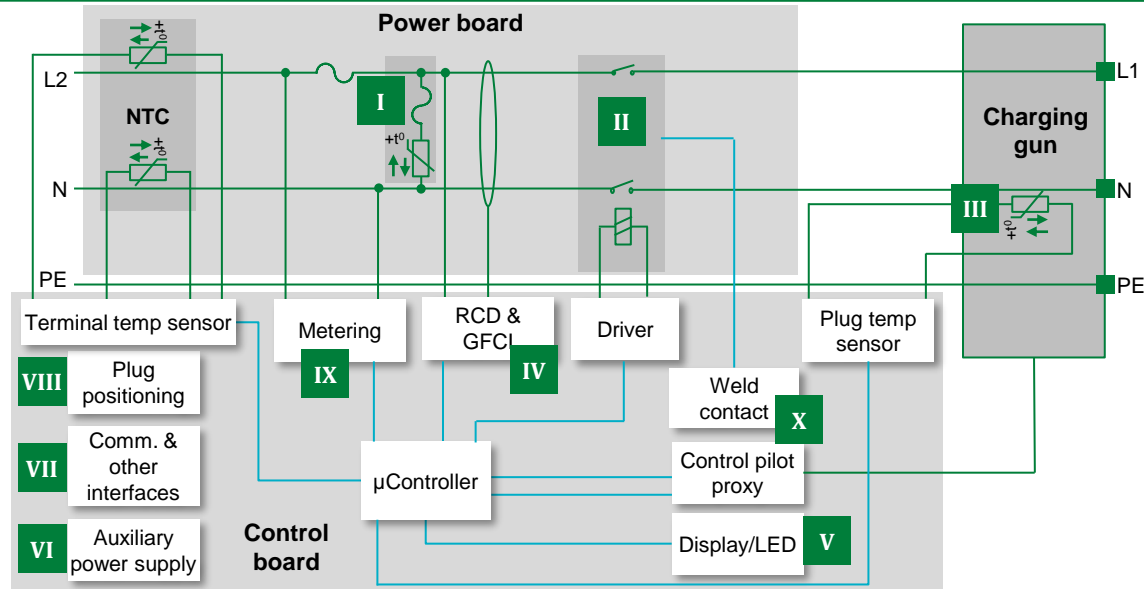 Power board
+t⁰
L2
L1
I
NTC
II
Charging
gun
+t⁰
+t⁰
N
N
III
+t⁰
PE
PE
Terminal temp sensor
Metering
RCD &
GFCI
Driver
Plug temp
sensor
IX
IV
VIII
Plug
positioning
Weld
contact
X
VII
Comm. &
other
interfaces
µController
Control pilot
proxy
VI
Auxiliary
power supply
Control
board
Display/LED
V